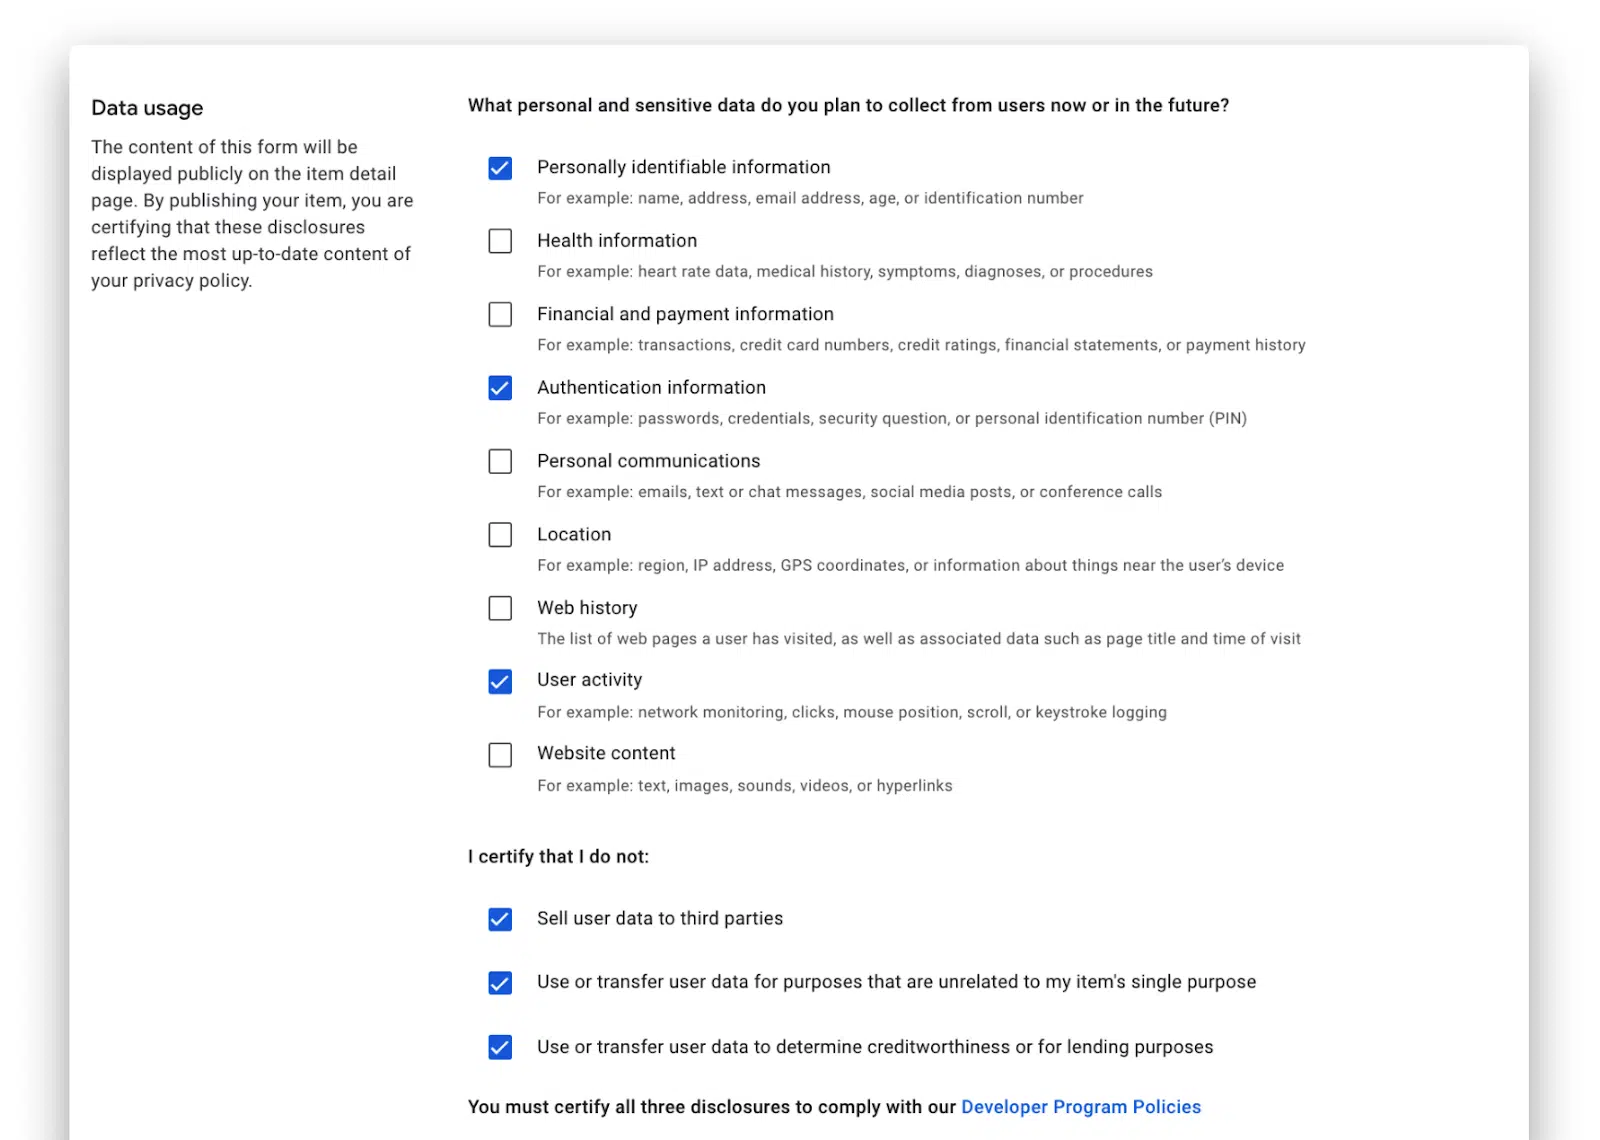 Data usage
The content of this form will be
displayed publicly on the item detail
page. By publishing your item, you are
certifying that these disclosures
reflect the most up-to-date content of
your privacy policy.
What personal and sensitive data do you plan to collect from users now or in the future?
Personally identifiable information
For example: name, address, email address, age, or identification number
Health information
For example: heart rate data, medical history, symptoms, diagnoses, or procedures
Financial and payment information
For example: transactions, credit card numbers, credit ratings, financial statements, or payment history
Authentication information
For example: passwords, credentials, security question, or personal identification number (PIN)
Personal communications
For example: emails, text or chat messages, social media posts, or conference calls
Location
For example: region, IP address, GPS coordinates, or information about things near the user’s device
Web history
The list of web pages a user has visited, as well as associated data such as page title and time of visit
User activity
For example: network monitoring, clicks, mouse position, scroll, or keystroke logging
Website content
For example: text, images, sounds, videos, or hyperlinks
I certify that I do not:
Sell user data to third parties
Use or transfer user data for purposes that are unrelated to my item's single purpose
Use or transfer user data to determine creditworthiness or for lending purposes
You must certify all three disclosures to comply with our Developer Program Policies